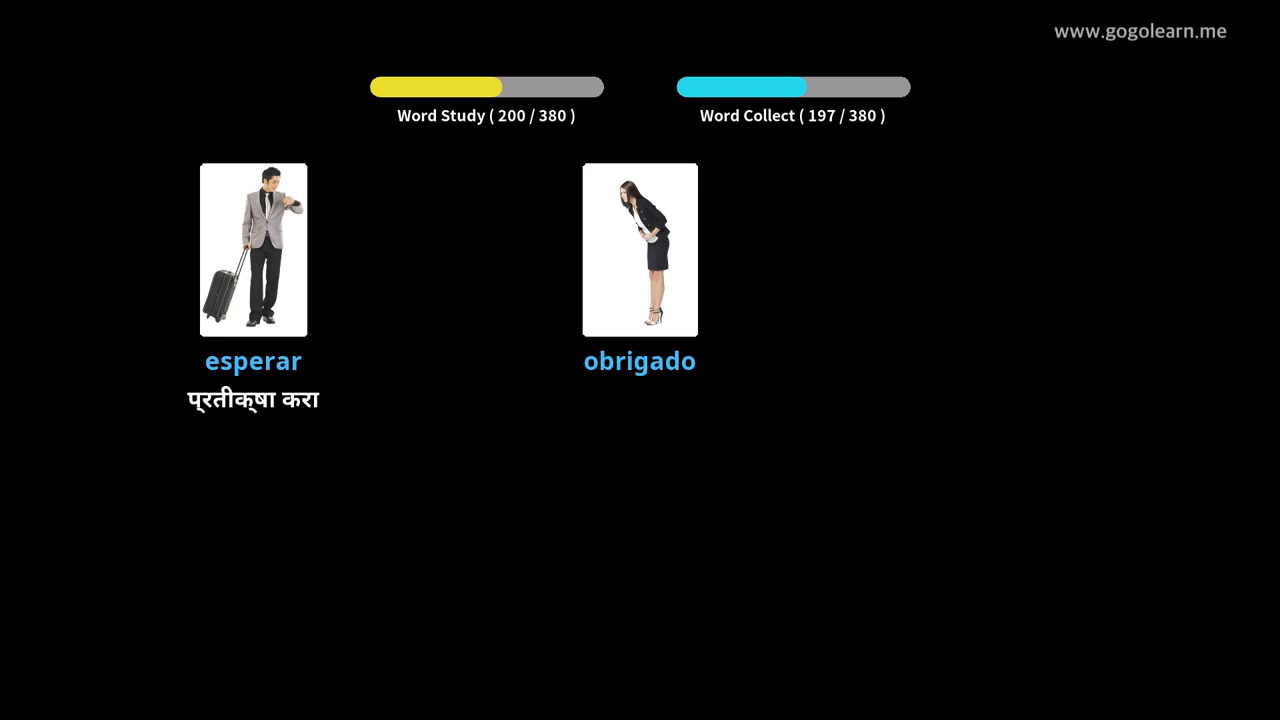 www.gogolearn.me
Word Study ( 200 / 380 )
Word Collect ( 197 / 380 )
esperar
प्रतीक्षा करा
obrigado